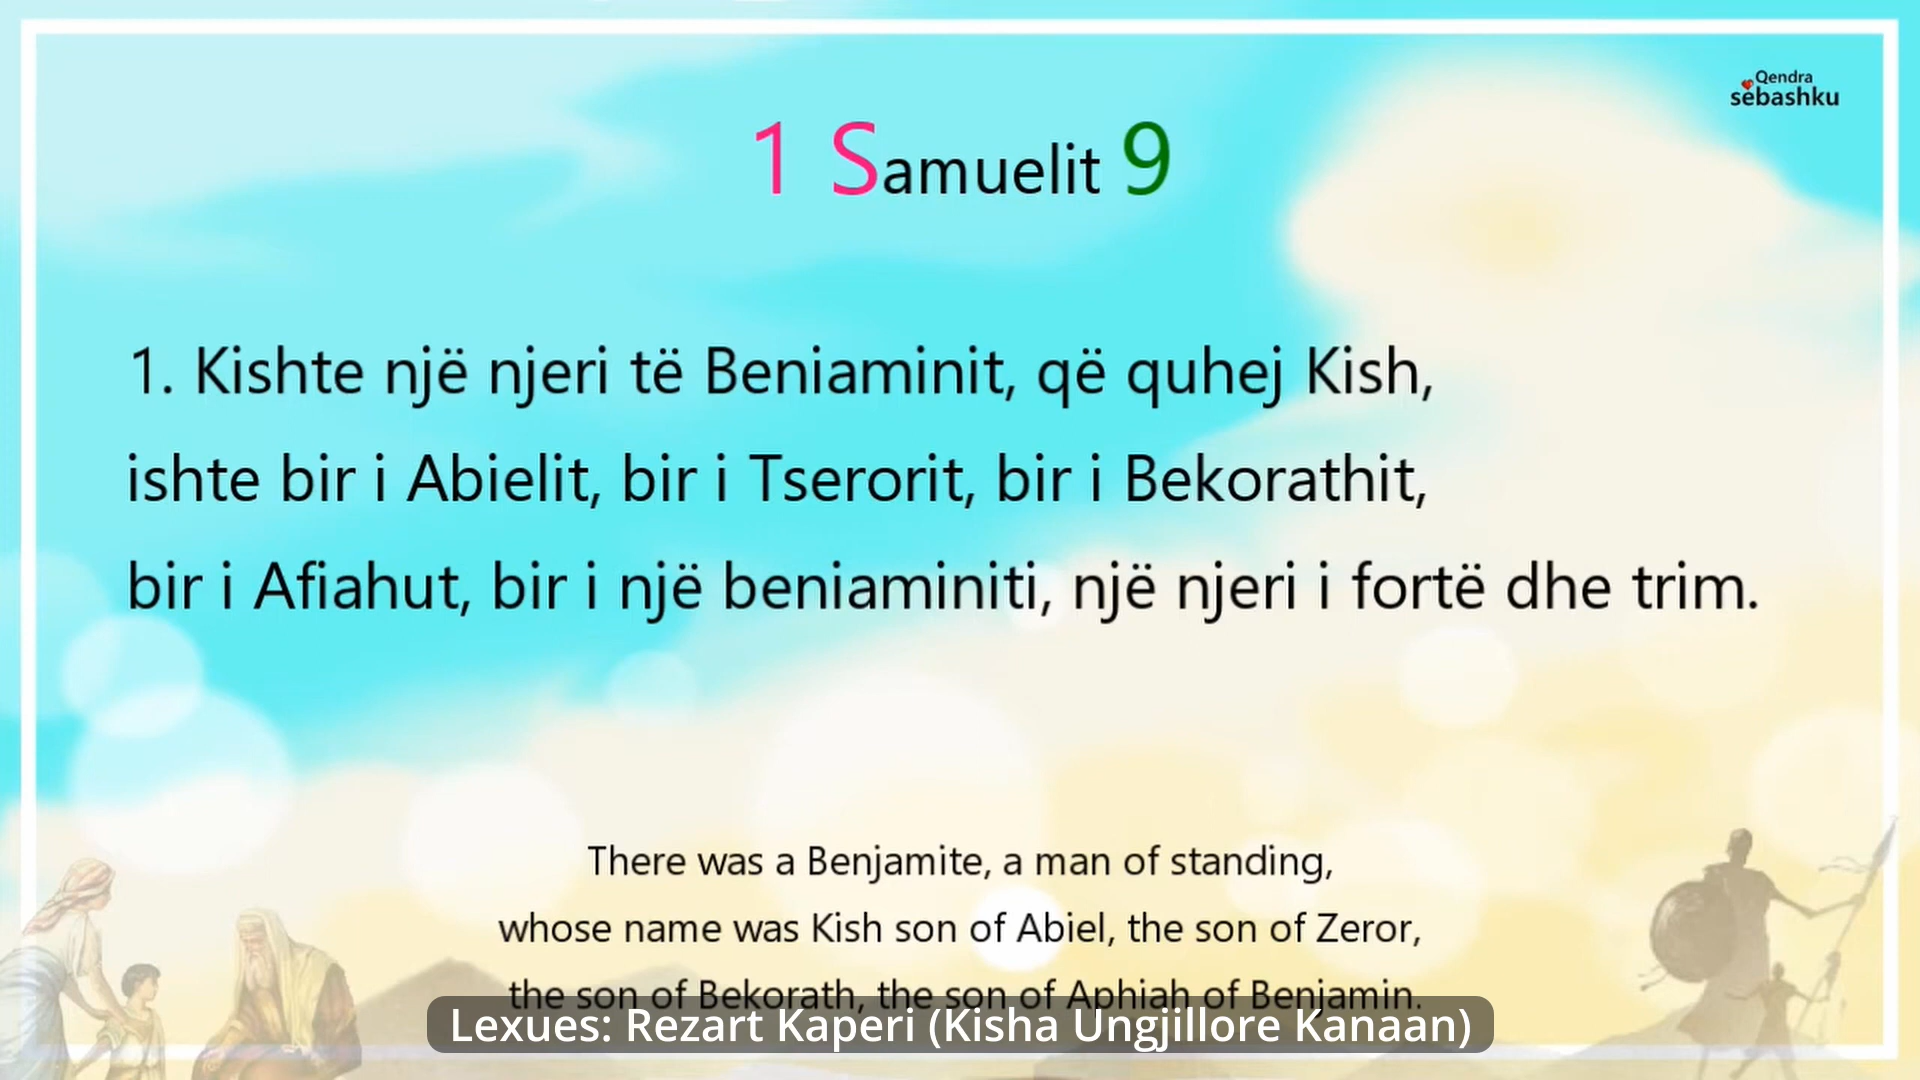 Qendra
sëbashku
1 Samuelit 9
1. Kishte një njeri të Beniaminit, që quhej Kish,
ishte bir i Abielit, bir i Tserorit, bir i Bekorathit,
bir i Afiahut, bir i një beniaminiti, një njeri i fortë dhe trim.
There was a Benjamite, a man of standing,
whose name was Kish son of Abiel, the son of Zeror,
the son of Bekorath, the son of Aphiah of Benjamin.
Lexues: Rezart Kaperi (Kisha Ungjillore Kanaan)